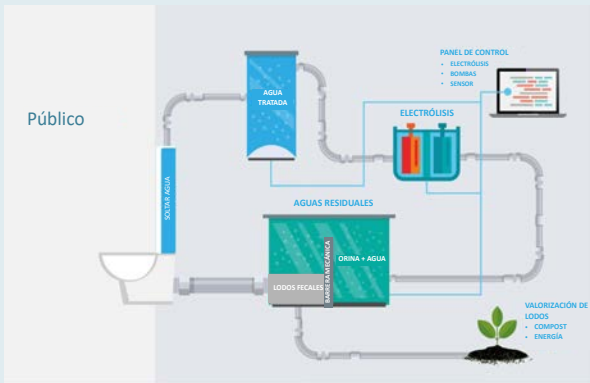 Público
SOLTAR AGUA
AGUA
TRATADA
PANEL DE CONTROL
• ELECTRÓLISIS
• BOMBAS
• SENSOR
ELECTRÓLISIS
AGUAS RESIDUALES
LODOS FECALES
BARRERA MECÁNICA
ORINA + AGUA
VALORIZACIÓN DE
LODOS
• COMPOST
• ENERGÍA